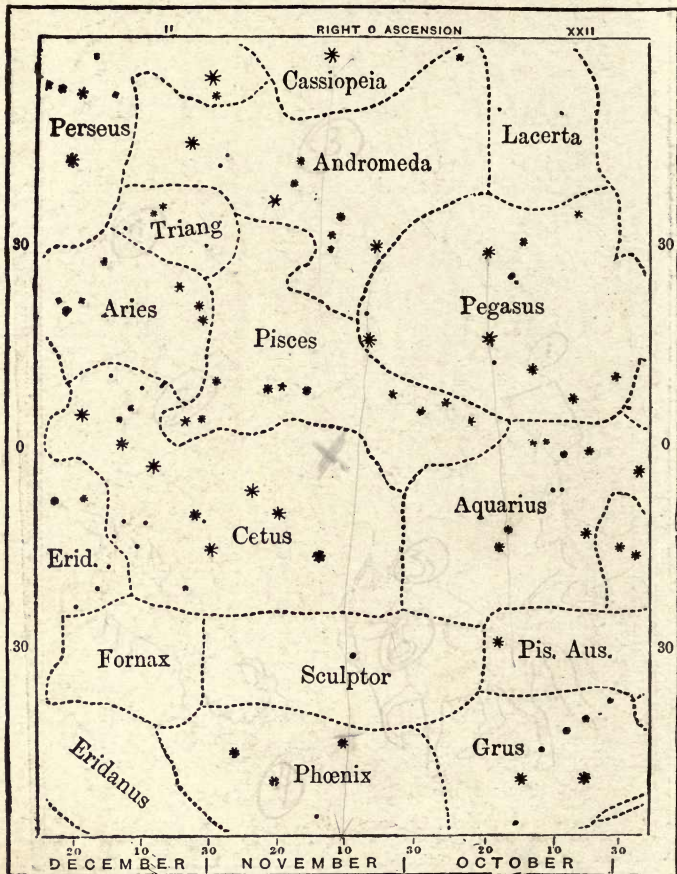 II RIGHT 0 ASCENSION XXII
Cassiopeia
Perseus
Lacerta
Andromeda
Triang
30 30
Aries
Pegasus
Pisces
0 0
Aquarius
Cetus
Erid.
30 30
Fornax
Pis. Aus.
Sculptor
Grus
Eridanus
Phœnix
20 10 30 20 10 30 20 10 30
DECEMBER NOVEMBER OCTOBER